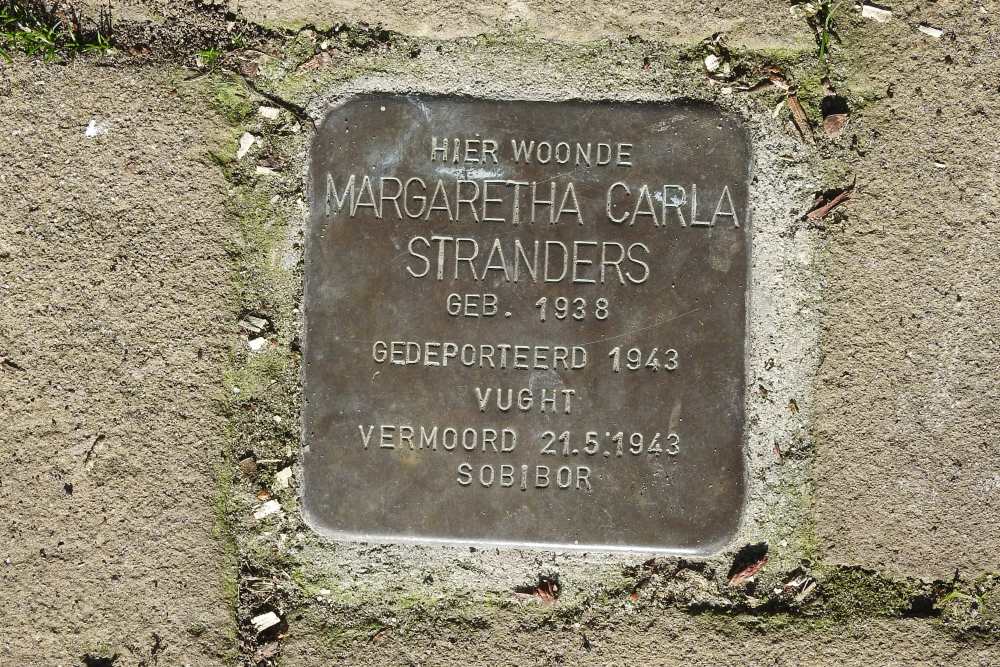 HIER WOONDE
MARGARETHA CARLA
STRANDERS
GEB. 1938
GEDEPORTEERD 1943
VUGHT
VERMOORD 21.5.1943
SOBIBOR